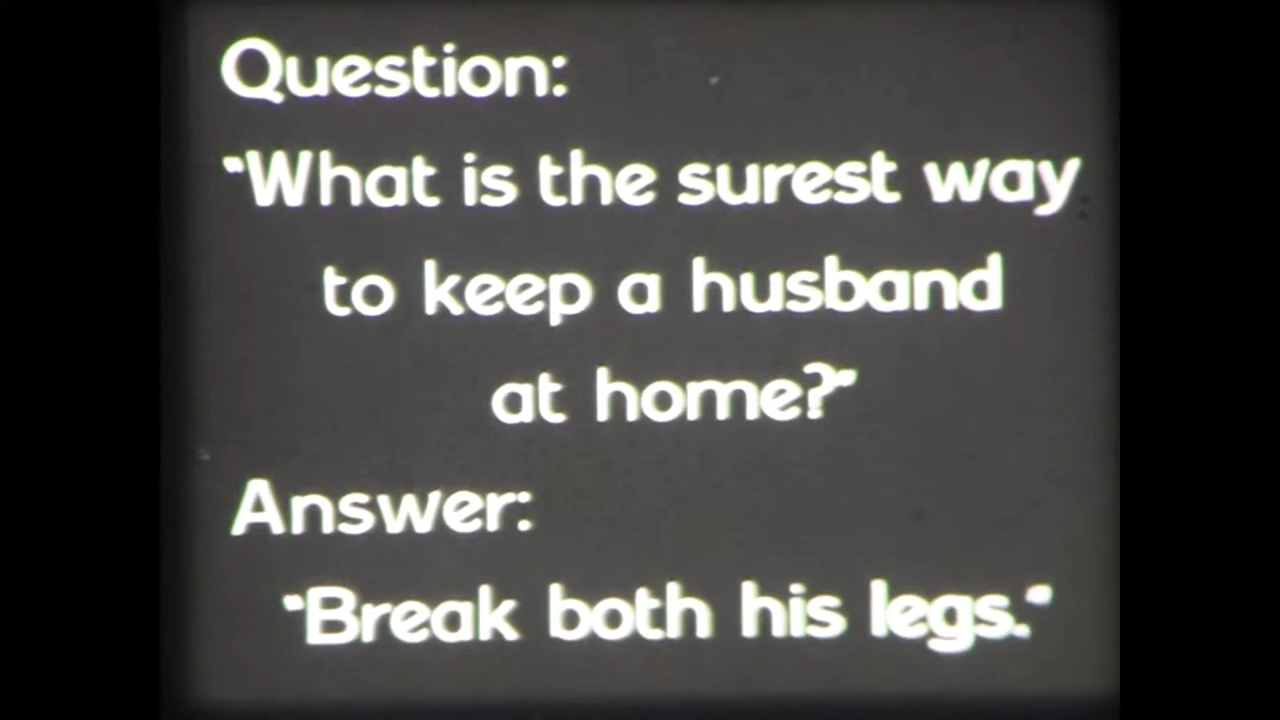 Question:
"What is the surest way
to keep a husband
at home?"
Answer:
"Break both his legs."